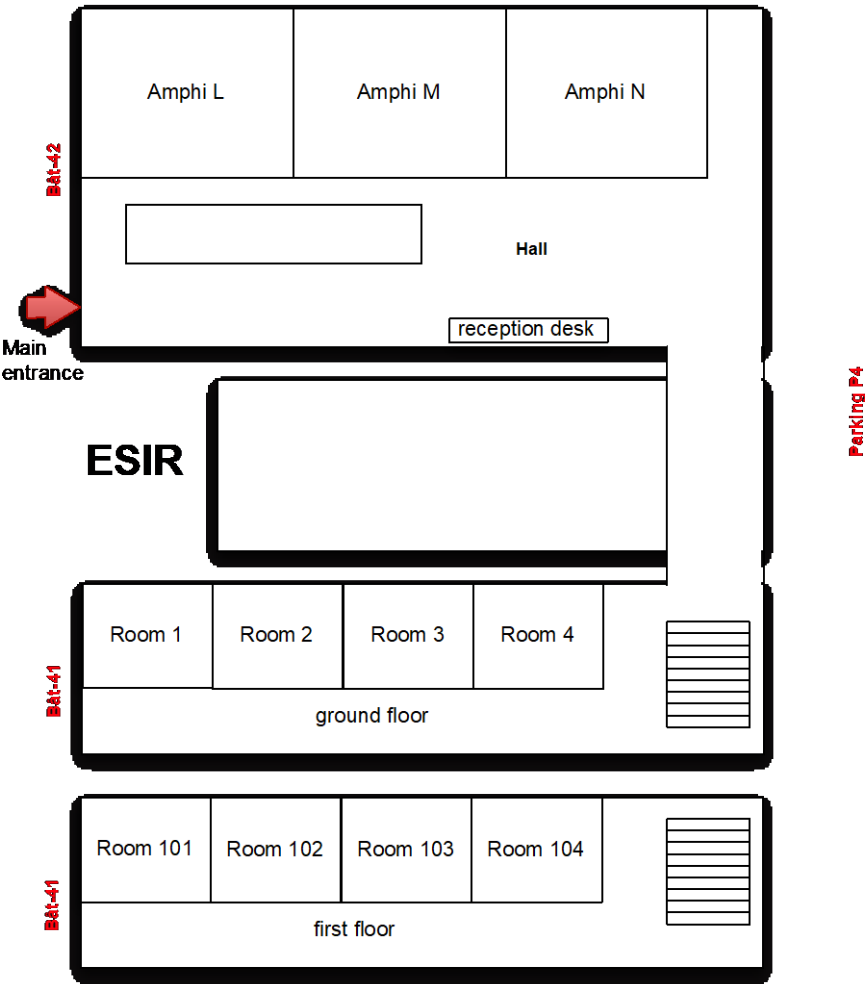 Amphi L
Amphi M
Amphi N
Bât-42
Hall
reception desk
Main
entrance
Parking P4
ESIR
Room 1
Room 2
Room 3
Room 4
Bât-41
ground floor
Room 101
Room 102
Room 103
Room 104
Bât-41
first floor